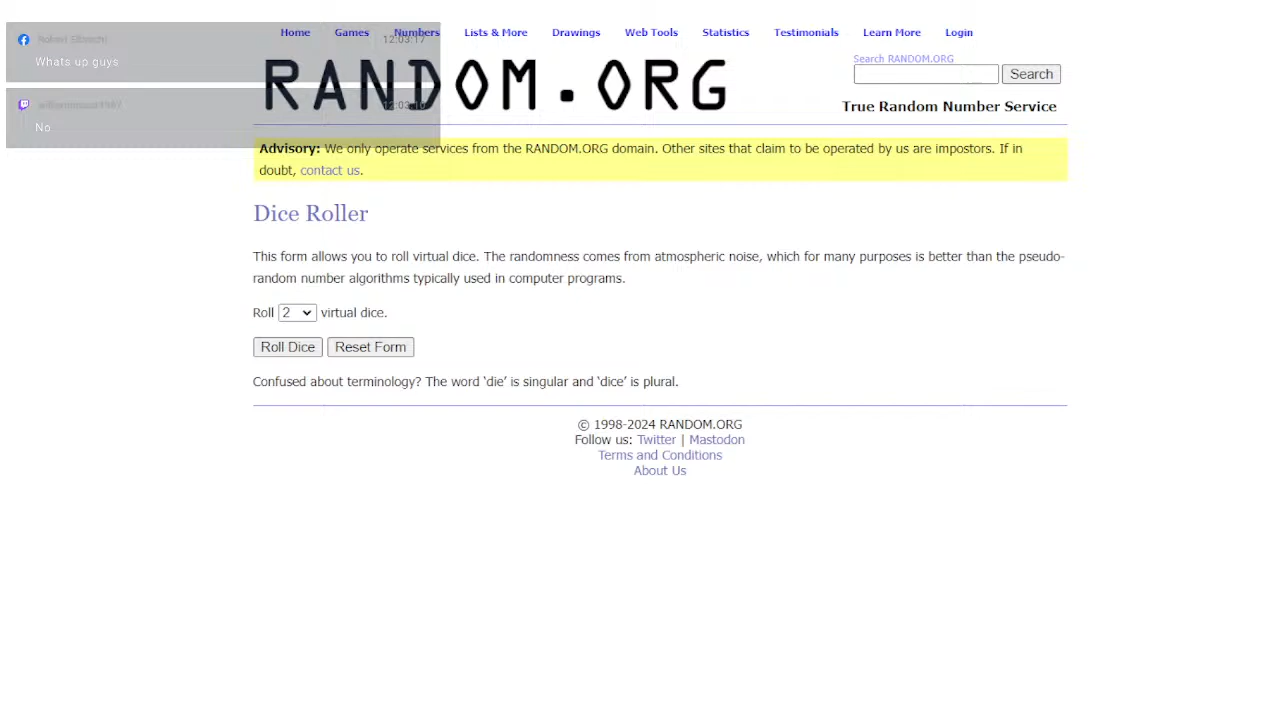 Home Games Numbers Lists & More Drawings Web Tools Statistics Testimonials Learn More Login
12:03:17
Whats up guys
Search RANDOM.ORG
Search
RANDOM.ORG
True Random Number Service
12:03:10
No
Advisory: We only operate services from the RANDOM.ORG domain. Other sites that claim to be operated by us are impostors. If in
doubt, contact us.
Dice Roller
This form allows you to roll virtual dice. The randomness comes from atmospheric noise, which for many purposes is better than the pseudo-
random number algorithms typically used in computer programs.
Roll 2 virtual dice.
Roll Dice Reset Form
Confused about terminology? The word ‘die’ is singular and ‘dice’ is plural.
© 1998-2024 RANDOM.ORG
Follow us: Twitter | Mastodon
Terms and Conditions
About Us